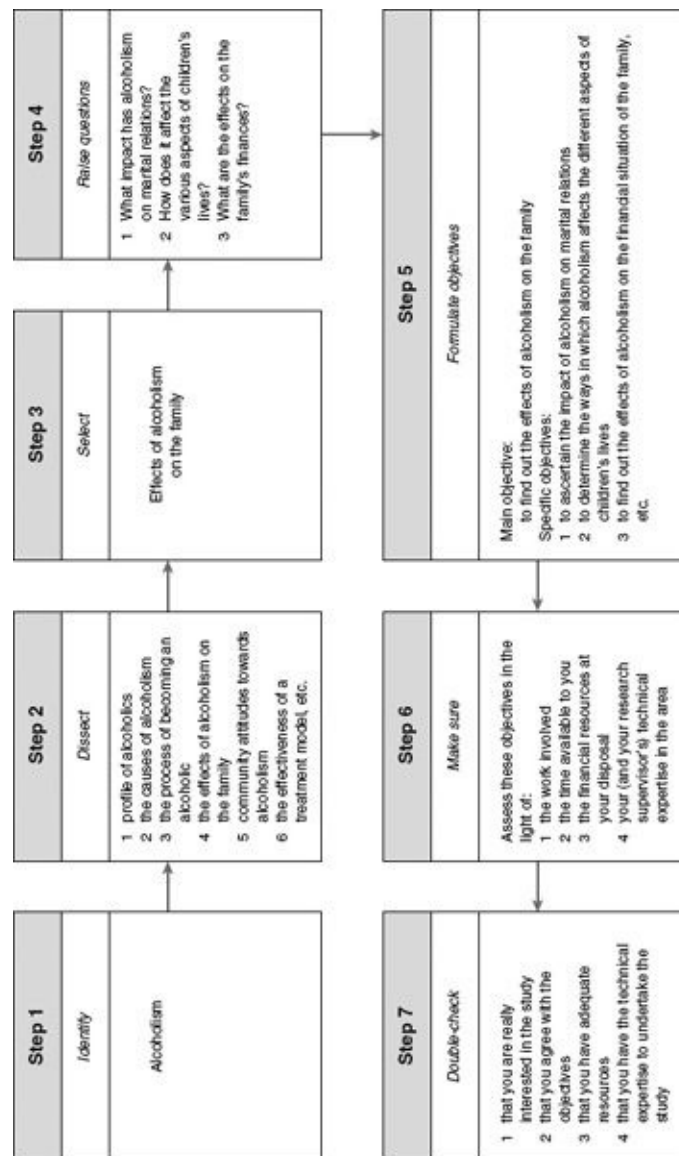 Step 1
Identify
Alcoholism
Step 2
Dissect
1 profile of alcoholics
2 the causes of alcoholism
3 the process of becoming an
alcoholic
4 the effects of alcoholism on
the family
5 community attitudes towards
alcoholism
6 the effectiveness of a
treatment model, etc.
Step 3
Select
Effects of alcoholism
on the family
Step 4
Raise questions
1 What impact has alcoholism
on marital relations?
2 How does it affect the
various aspects of children's
lives?
3 What are the effects on the
family's finances?
Step 5
Formulate objectives
Main objective:
to find out the effects of alcoholism on the family
Specific objectives:
1 to ascertain the impact of alcoholism on marital relations
2 to determine the ways in which alcoholism affects the different aspects of
children's lives
3 to find out the effects of alcoholism on the financial situation of the family,
etc.
Step 6
Make sure
Assess these objectives in the
light of:
1 the work involved
2 the time available to you
3 the financial resources at
your disposal
4 your (and your research
supervisor's) technical
expertise in the area
Step 7
Double-check
1 that you are really
interested in the study
2 that you agree with the
objectives
3 that you have adequate
resources
4 that you have the technical
expertise to undertake the
study